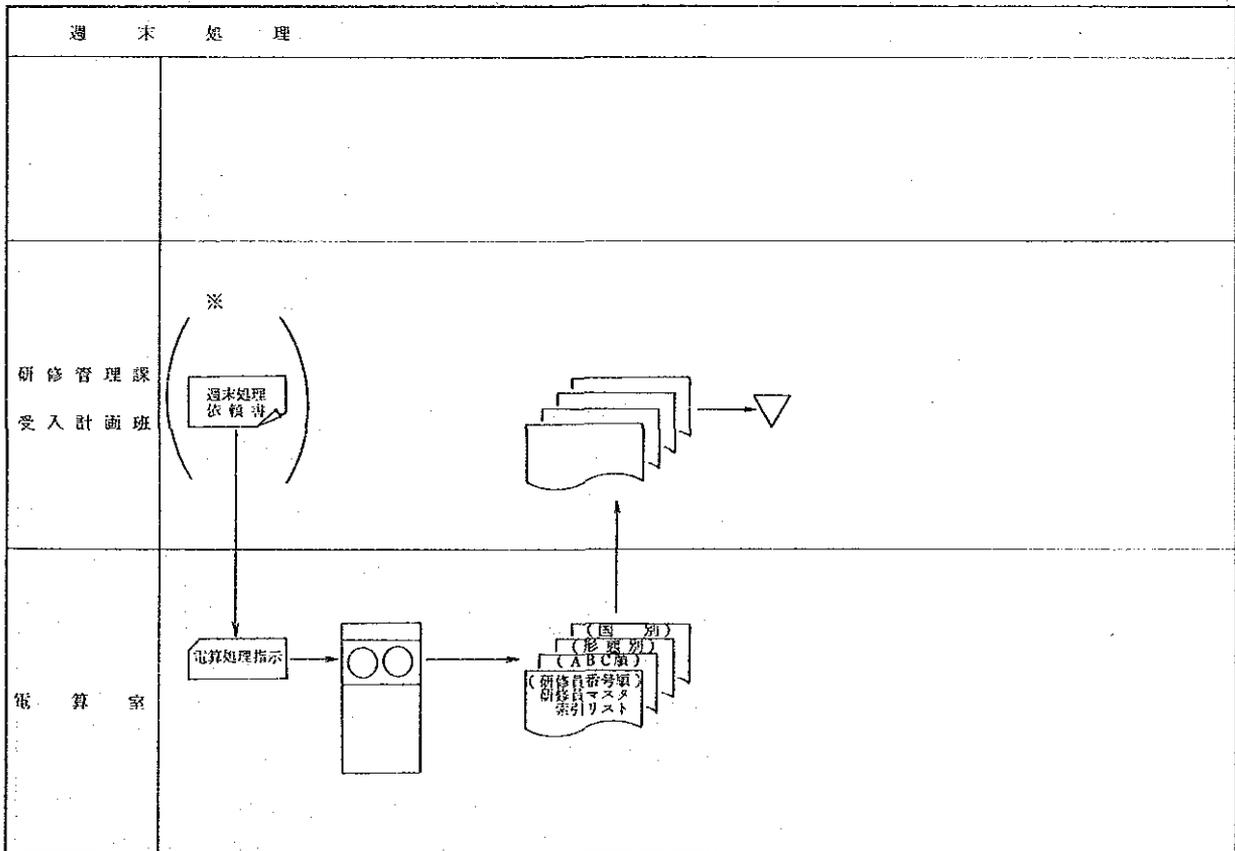 週末処理
※
研修管理課
受入計画班
週末処理
依頼書
電算室
電算処理指示
(国別)
(形態別)
(ABC順)
(研修員番号順)
研修員マスタ
索引リスト